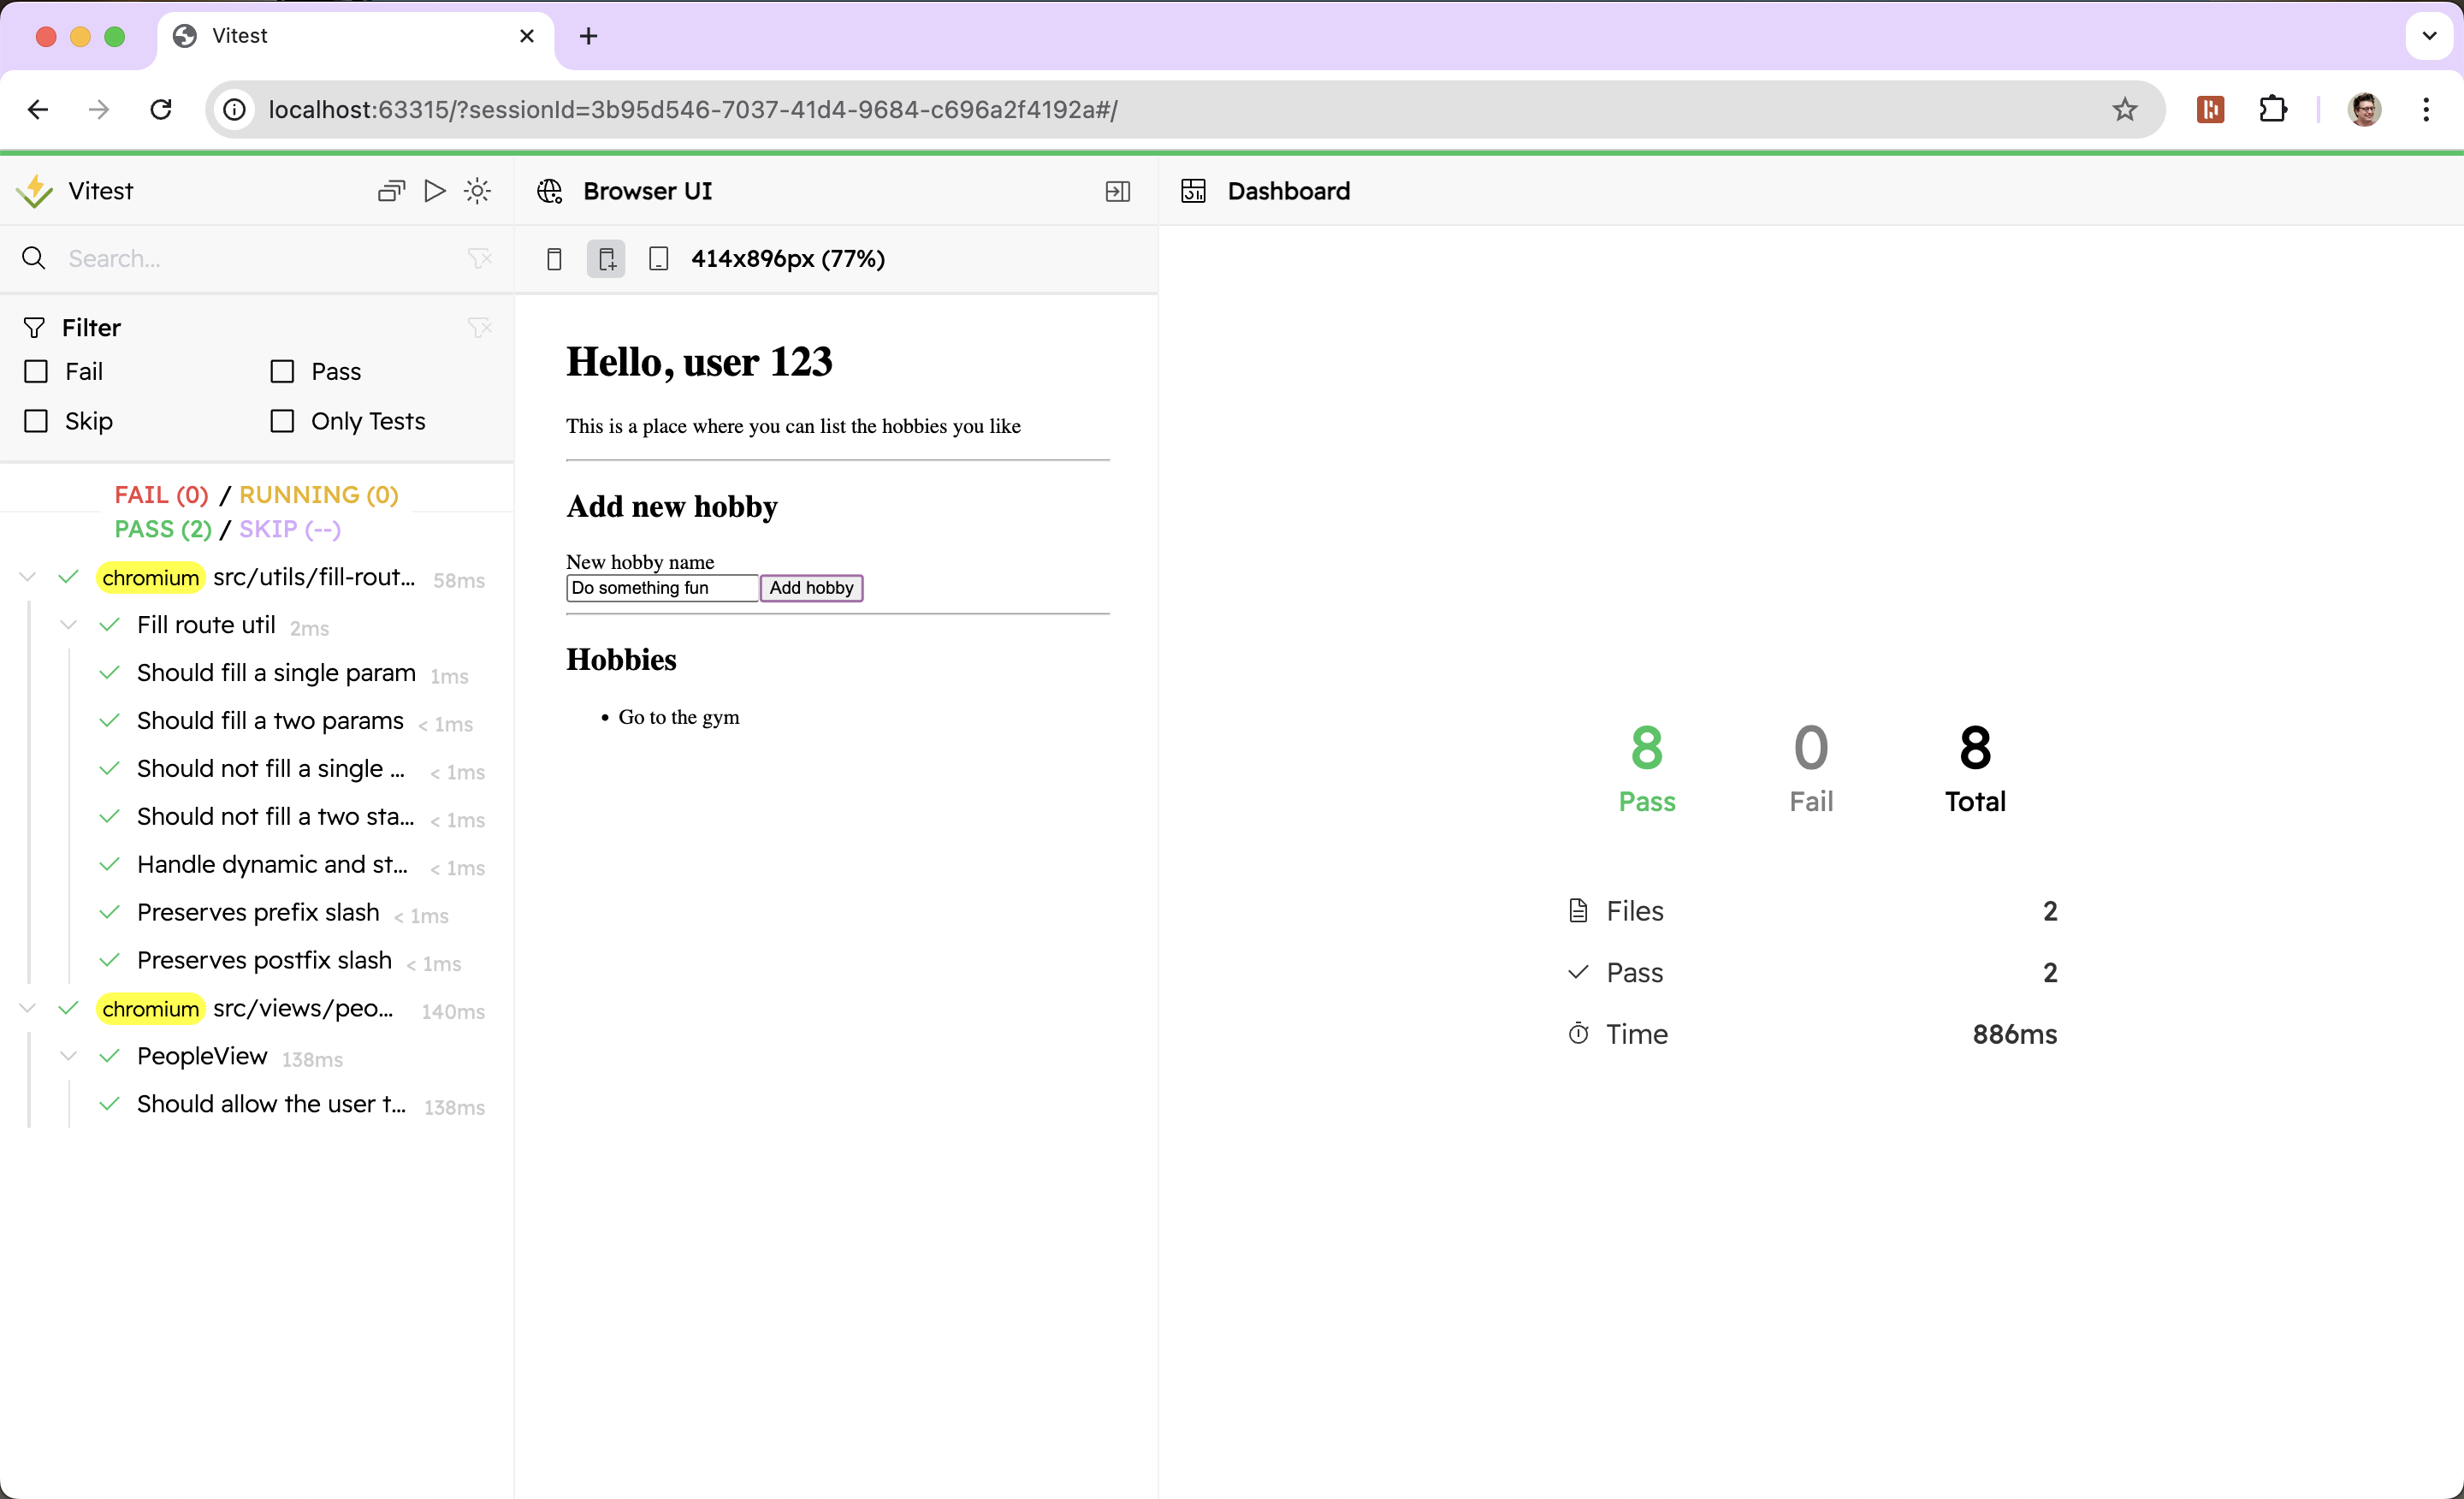 Vitest
localhost:63315/?sessionId=3b95d546-7037-41d4-9684-c696a2f4192a#/
Vitest
Search...
Filter
Fail
Pass
Skip
Only Tests
FAIL (0) / RUNNING (0)
PASS (2) / SKIP (--)
chromium src/utils/fill-rout... 58ms
Fill route util 2ms
Should fill a single param 1ms
Should fill a two params < 1ms
Should not fill a single ... < 1ms
Should not fill a two sta... < 1ms
Handle dynamic and st... < 1ms
Preserves prefix slash < 1ms
Preserves postfix slash < 1ms
chromium src/views/peo... 140ms
PeopleView 138ms
Should allow the user t... 138ms
Browser UI
414x896px (77%)
Hello, user 123
This is a place where you can list the hobbies you like
Add new hobby
New hobby name
Do something fun Add hobby
Hobbies
• Go to the gym
Dashboard
8 0 8
Pass Fail Total
Files 2
Pass 2
Time 886ms